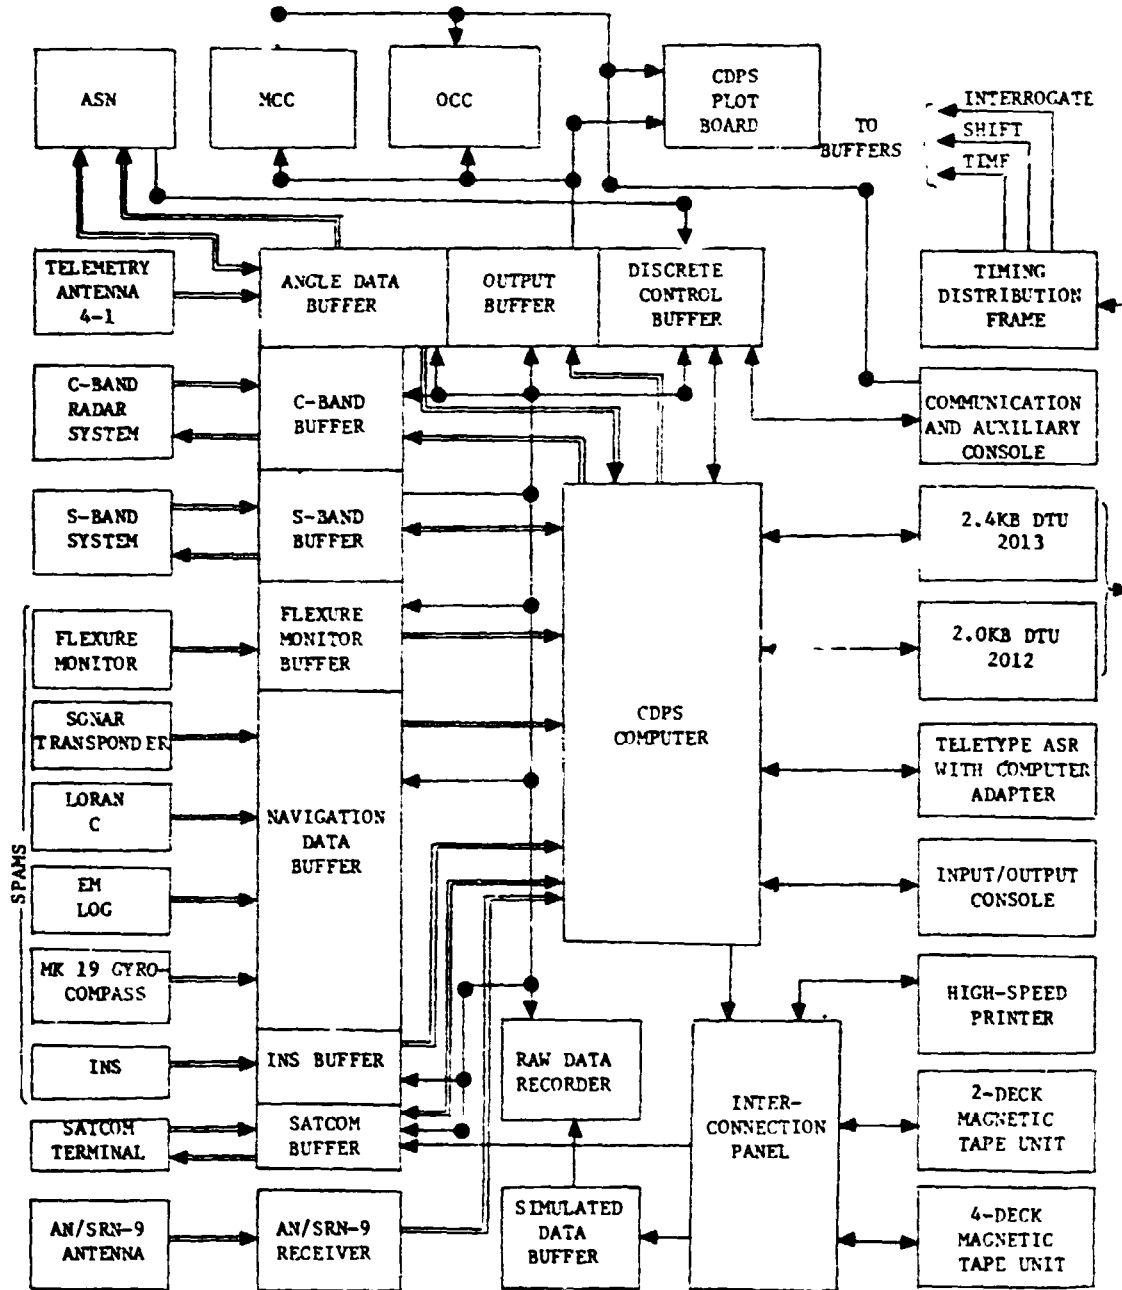 ASN
MCC
OCC
CDPS
PLOT
BOARD
TO
BUFFERS
INTERROGATE
SHIFT
TIME
TELEMETRY
ANTENNA
4-1
ANGLE DATA
BUFFER
OUTPUT
BUFFER
DISCRETE
CONTROL
BUFFER
TIMING
DISTRIBUTION
FRAME
C-BAND
RADAR
SYSTEM
C-BAND
BUFFER
COMMUNICATION
AND AUXILIARY
CONSOLE
S-BAND
SYSTEM
S-BAND
BUFFER
2.4KB DTU
2013
FLEXURE
MONITOR
FLEXURE
MONITOR
BUFFER
2.0KB DTU
2012
SONAR
TRANSPONDER
CDPS
COMPUTER
TELETYPE ASR
WITH COMPUTER
ADAPTER
LORAN
C
NAVIGATION
DATA
BUFFER
SPAMS
EM
LOG
INPUT/OUTPUT
CONSOLE
MK 19 GYRO-
COMPASS
HIGH-SPEED
PRINTER
INS
INS BUFFER
RAW DATA
RECORDER
INTER-
CONNECTION
PANEL
2-DECK
MAGNETIC
TAPE UNIT
SATCOM
TERMINAL
SATCOM
BUFFER
AN/SRN-9
ANTENNA
AN/SRN-9
RECEIVER
SIMULATED
DATA
BUFFER
4-DECK
MAGNETIC
TAPE UNIT